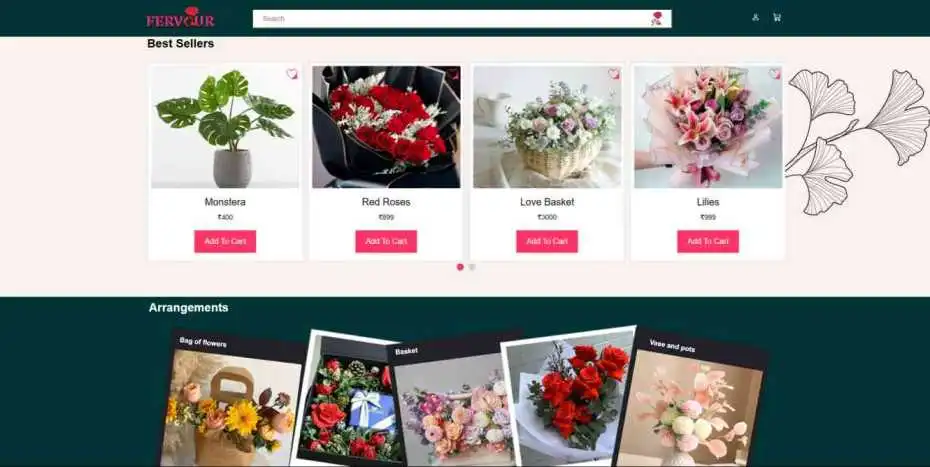 FERVOUR
Search
Best Sellers
Monstera
₹400
Add To Cart
Red Roses
₹899
Add To Cart
Love Basket
₹3000
Add To Cart
Lilies
₹999
Add To Cart
Arrangements
Bag of flowers
Basket
Vase and pots